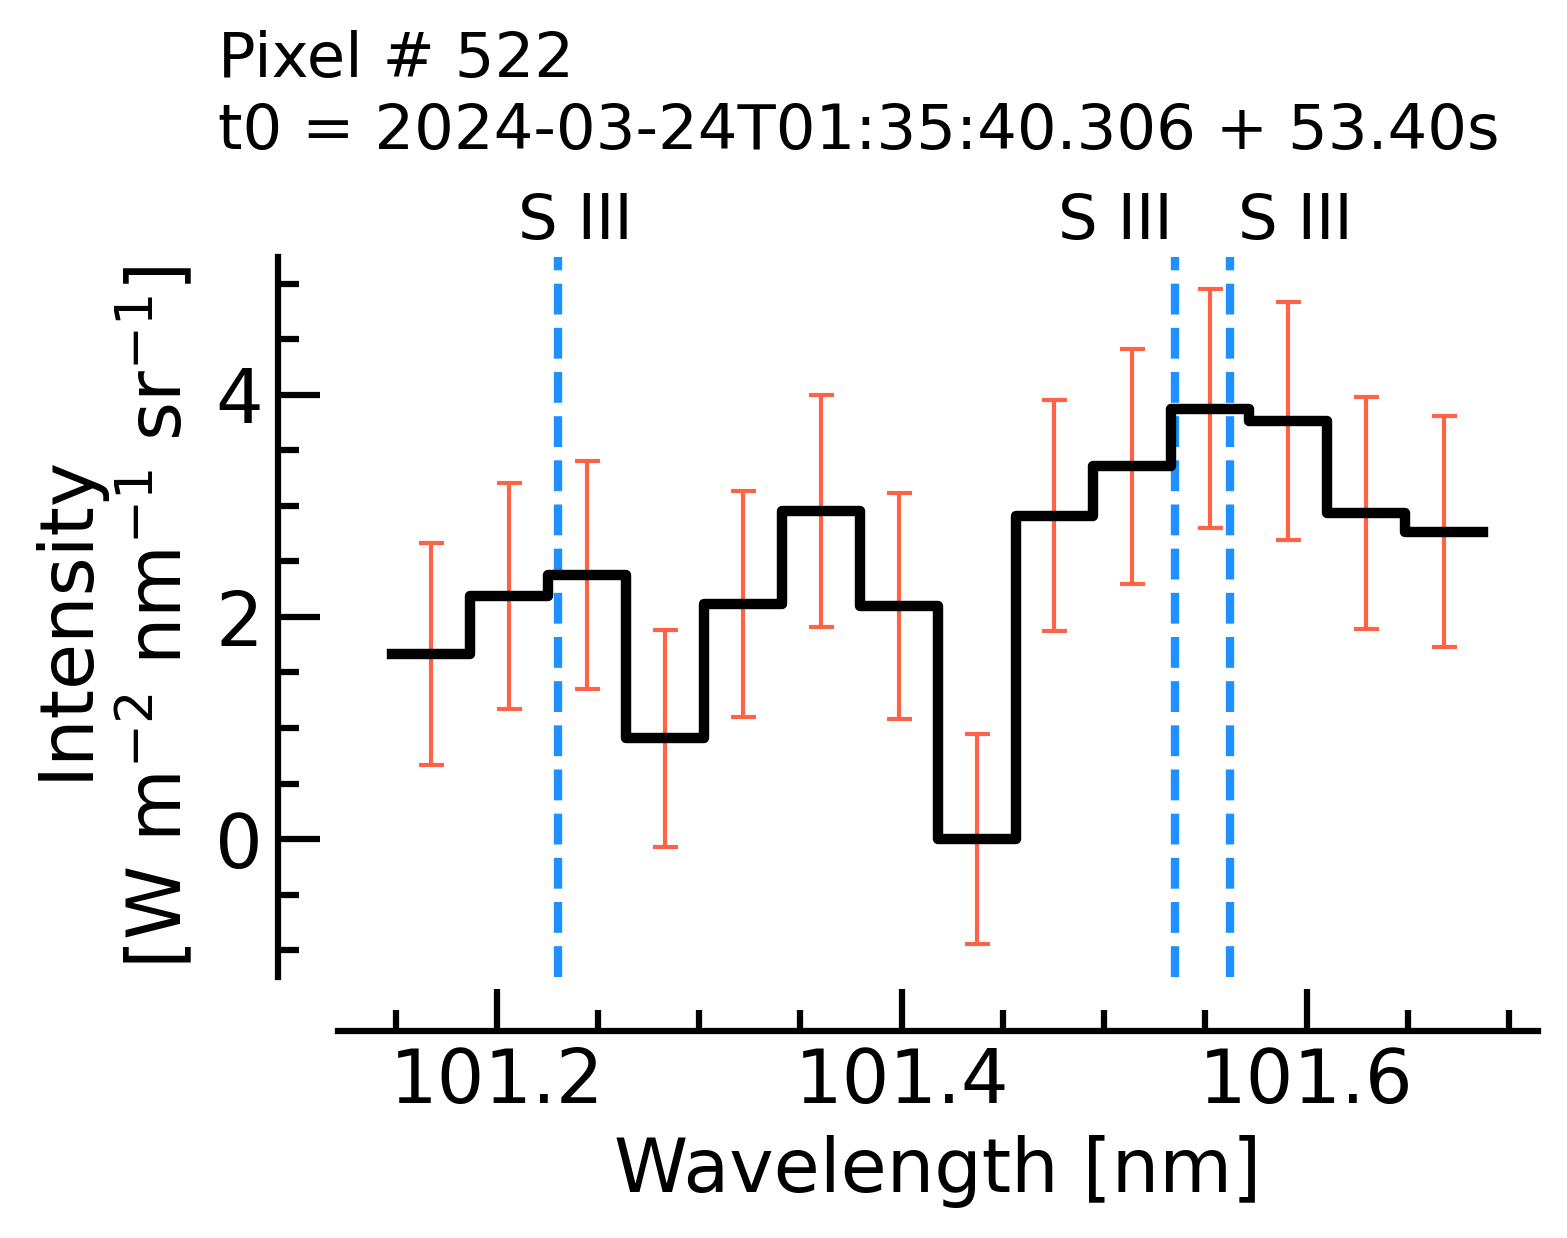 Pixel # 522
t0 = 2024-03-24T01:35:40.306 + 53.40s
S III S III S III
Intensity
[W m⁻² nm⁻¹ sr⁻¹]
4
2
0
101.2 101.4 101.6
Wavelength [nm]